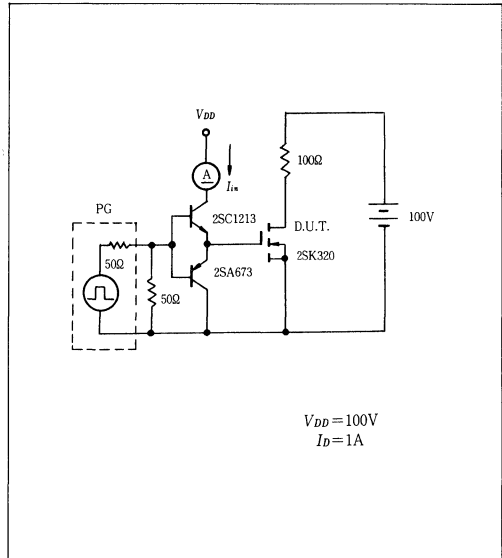 VDD
A
Iin
100Ω
PG
2SC1213
D.U.T.
100V
50Ω
2SA673
2SK320
50Ω
VDD=100V
ID=1A